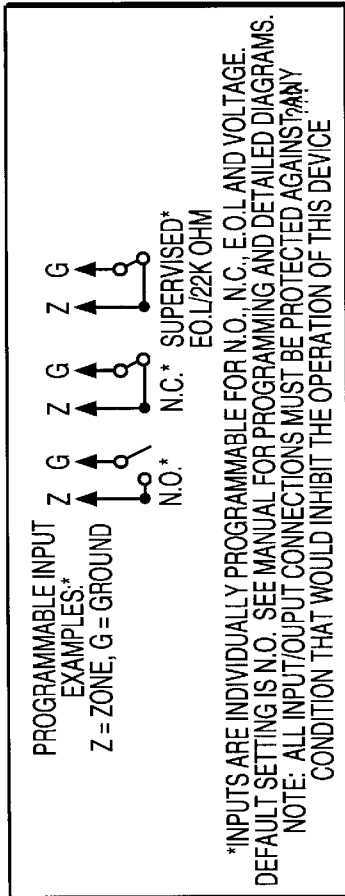 PROGRAMMABLE INPUT
EXAMPLES:*
Z = ZONE, G = GROUND
Z G
N.O.*
Z G
N.C.*
Z G
SUPERVISED*
EO.L/22K OHM
*INPUTS ARE INDIVIDUALLY PROGRAMMABLE FOR N.O., N.C., E.O.L AND VOLTAGE.
DEFAULT SETTING IS N.O. SEE MANUAL FOR PROGRAMMING AND DETAILED DIAGRAMS.
NOTE: ALL INPUT/OUPUT CONNECTIONS MUST BE PROTECTED AGAINST ANY
CONDITION THAT WOULD INHIBIT THE OPERATION OF THIS DEVICE